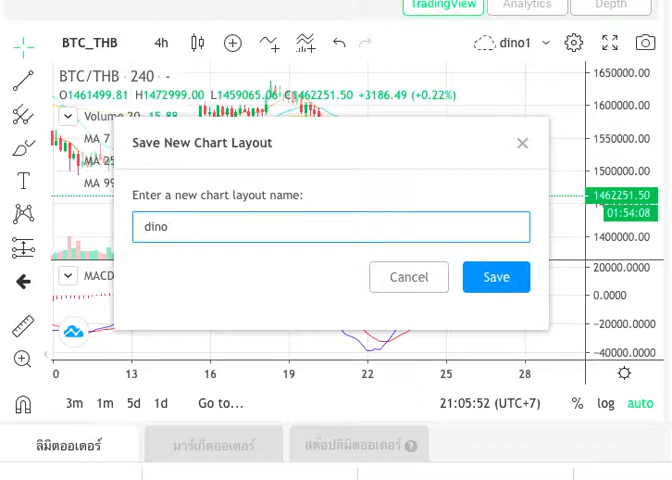 TradingView Analytics Depth
BTC_THB 4h dino1
BTC/THB · 240 · -
O1461499.81 H1472999.00 L1459065.06 C1462251.50 +3186.49 (+0.22%)
Volume 20 15.88
MA 7
MA 25
MA 99
1650000.00
1600000.00
1550000.00
1500000.00
1462251.50
01:54:08
1400000.00
Save New Chart Layout
Enter a new chart layout name:
dino
Cancel Save
MACD
20000.0000
0.0000
−20000.0000
−40000.0000
13 16 19 22 25 28
3m 1m 5d 1d Go to... 21:05:52 (UTC+7) % log auto
ลิมิตออเดอร์ มาร์เก็ตออเดอร์ สต๊อปลิมิตออเดอร์ ?